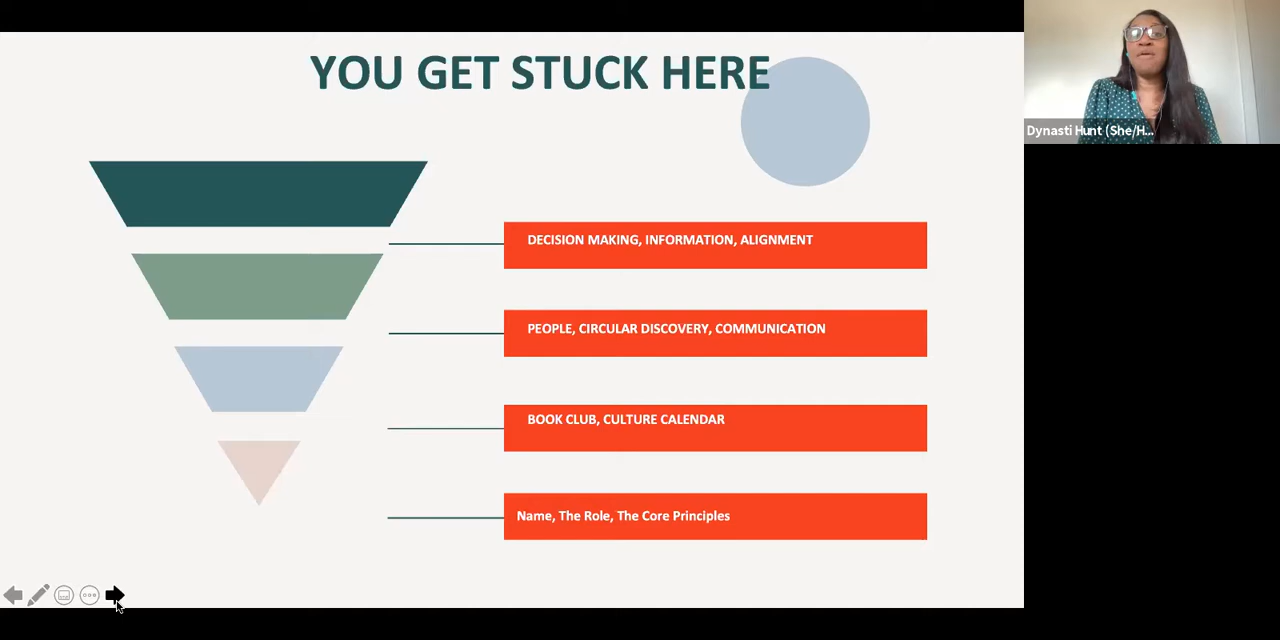 YOU GET STUCK HERE
Dynasti Hunt (She/H...
DECISION MAKING, INFORMATION, ALIGNMENT
PEOPLE, CIRCULAR DISCOVERY, COMMUNICATION
BOOK CLUB, CULTURE CALENDAR
Name, The Role, The Core Principles